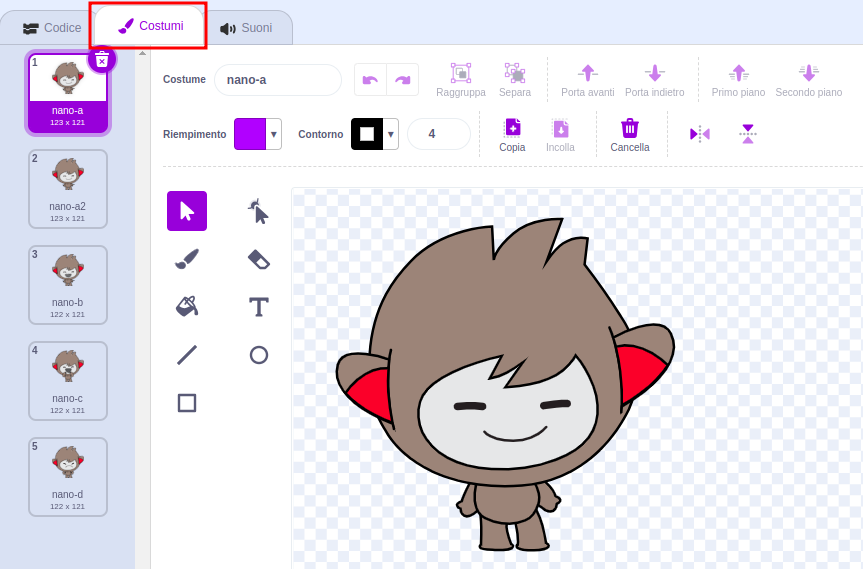 Codice
Costumi
Suoni
1
nano-a
123 x 121
2
nano-a2
123 x 121
3
nano-b
122 x 121
4
nano-c
122 x 121
5
nano-d
122 x 121
Costume
nano-a
Raggruppa
Separa
Porta avanti
Porta indietro
Primo piano
Secondo piano
Riempimento
Contorno
4
Copia
Incolla
Cancella